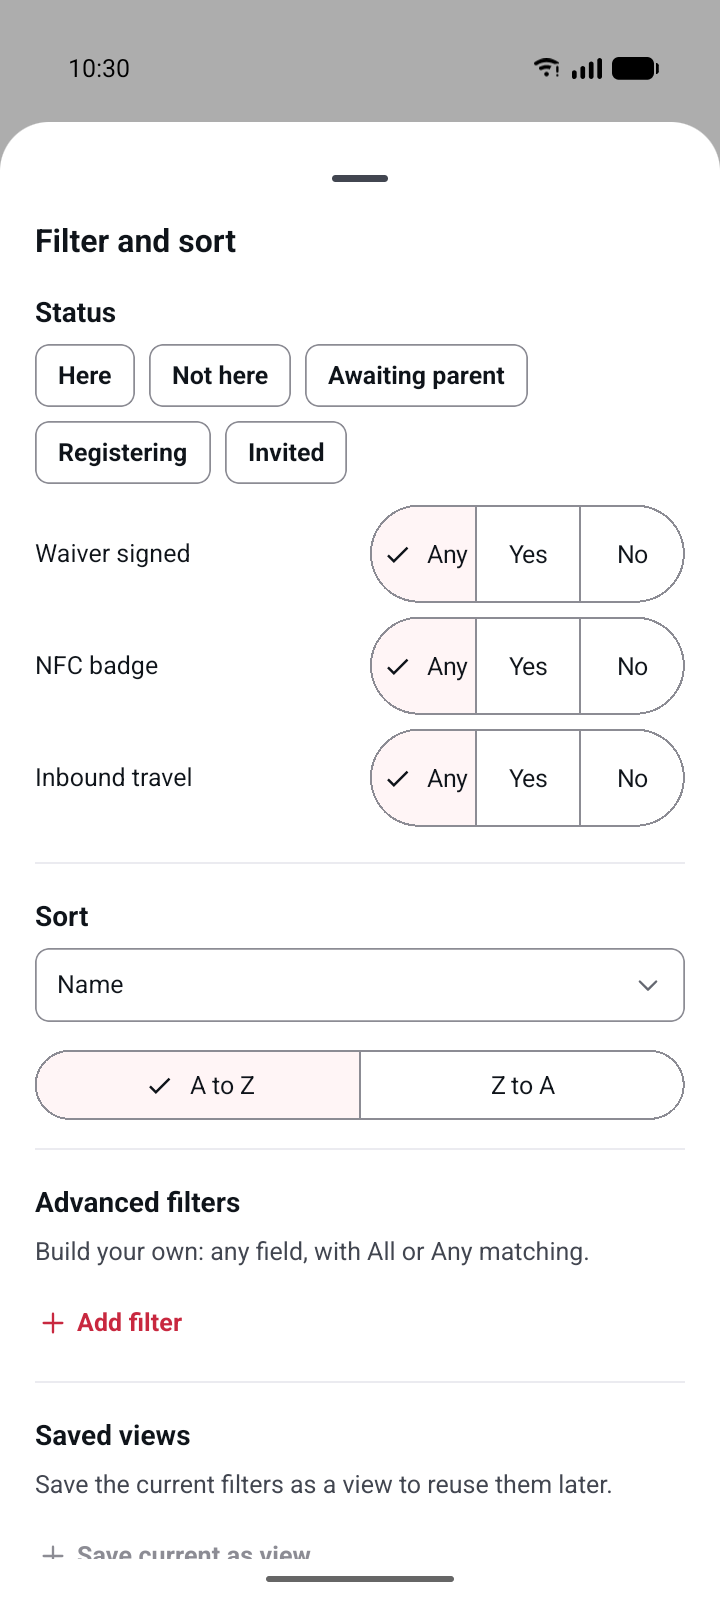 10:30
Filter and sort
Status
Here Not here Awaiting parent
Registering Invited
Waiver signed Any Yes No
NFC badge Any Yes No
Inbound travel Any Yes No
Sort
Name
A to Z Z to A
Advanced filters
Build your own: any field, with All or Any matching.
Add filter
Saved views
Save the current filters as a view to reuse them later.
Save current as view